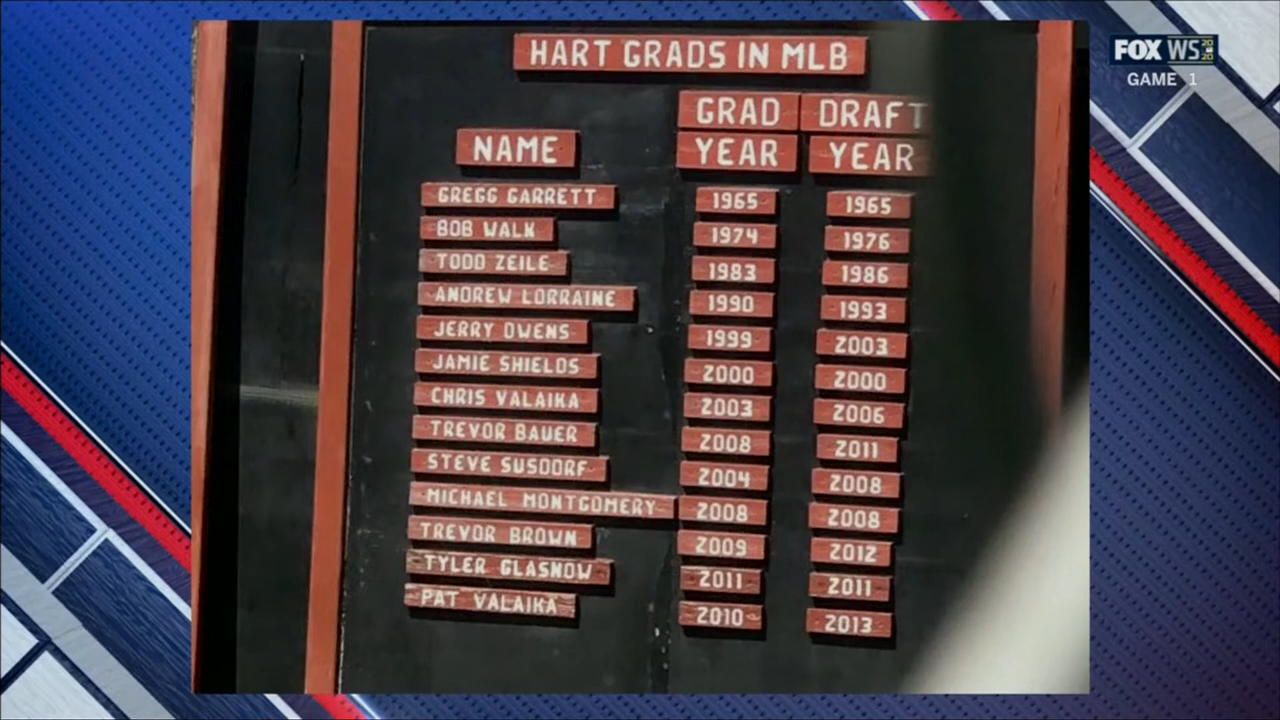 HART GRADS IN MLB
FOX WS 2020
GAME 1
GRAD DRAFT
NAME YEAR YEAR
GREGG GARRETT 1965 1965
BOB WALK 1974 1976
TODD ZEILE 1983 1986
ANDREW LORRAINE 1990 1993
JERRY OWENS 1999 2003
JAMIE SHIELDS 2000 2000
CHRIS VALAIKA 2003 2006
TREVOR BAUER 2008 2011
STEVE SUSDORF 2004 2008
MICHAEL MONTGOMERY 2008 2008
TREVOR BROWN 2009 2012
TYLER GLASNOW 2011 2011
PAT VALAIKA 2010 2013